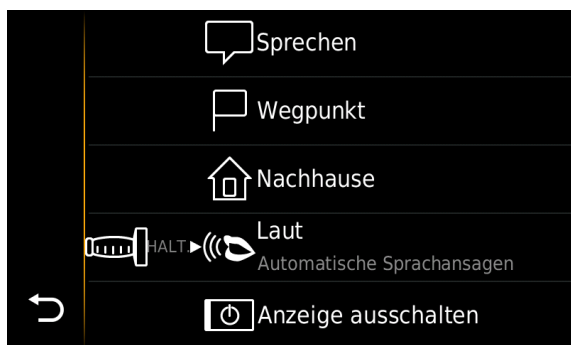 Sprechen
Wegpunkt
Nachhause
Laut
HALT.
Automatische Sprachansagen
Anzeige ausschalten